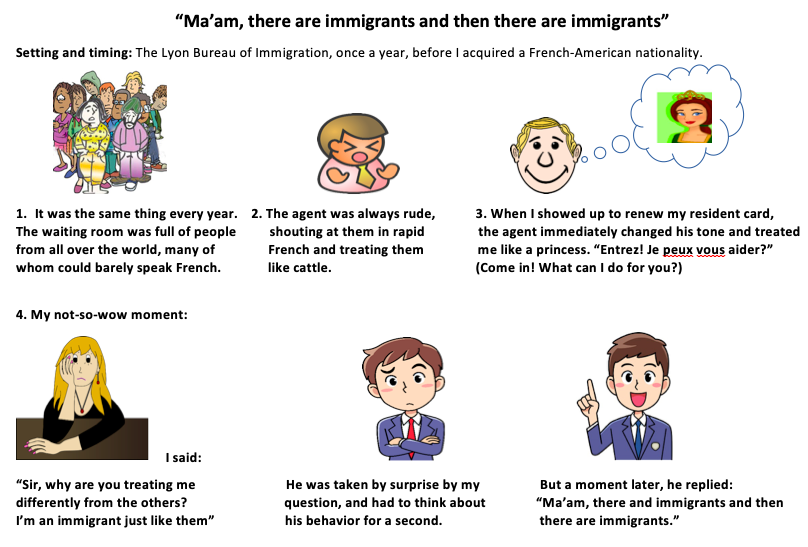 “Ma’am, there are immigrants and then there are immigrants”
Setting and timing: The Lyon Bureau of Immigration, once a year, before I acquired a French-American nationality.
1. It was the same thing every year.
The waiting room was full of people
from all over the world, many of
whom could barely speak French.
2. The agent was always rude,
shouting at them in rapid
French and treating them
like cattle.
3. When I showed up to renew my resident card,
the agent immediately changed his tone and treated
me like a princess. “Entrez! Je peux vous aider?”
(Come in! What can I do for you?)
4. My not-so-wow moment:
I said:
“Sir, why are you treating me
differently from the others?
I’m an immigrant just like them”
He was taken by surprise by my
question, and had to think about
his behavior for a second.
But a moment later, he replied:
“Ma’am, there and immigrants and then
there are immigrants.”